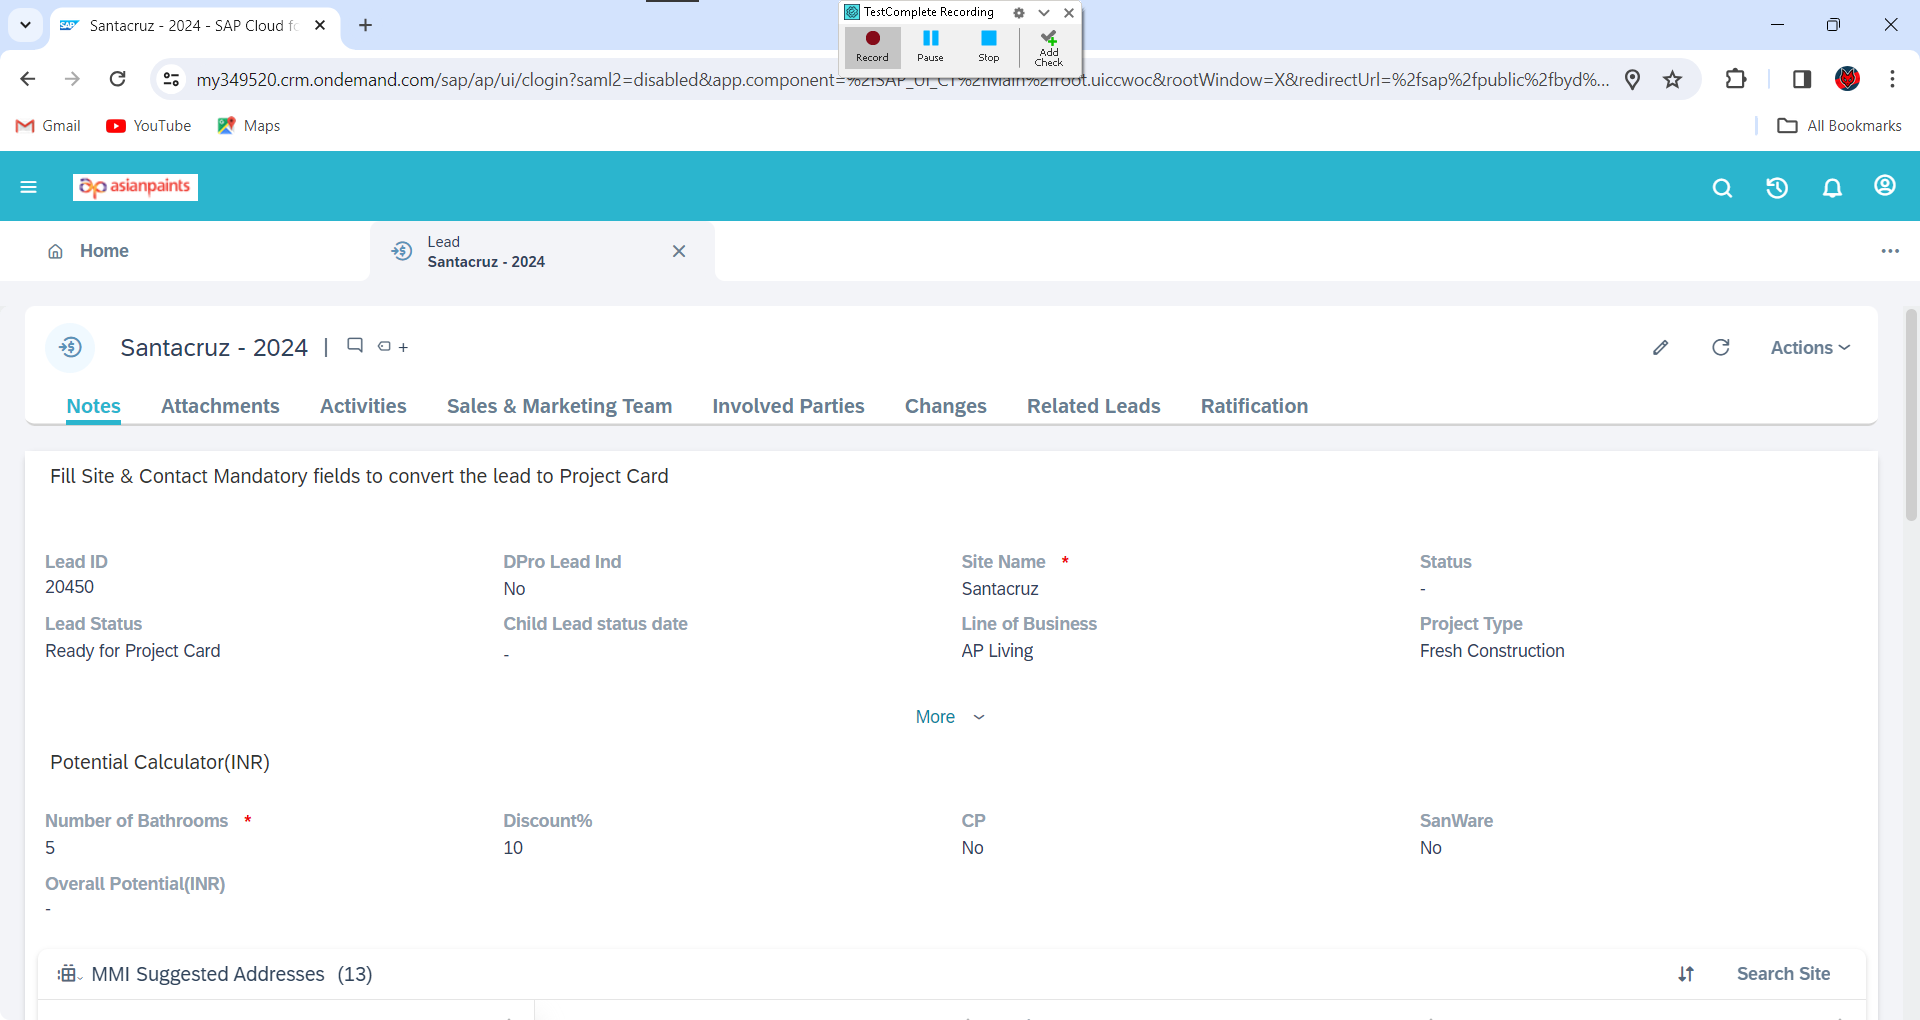 Santacruz - 2024 - SAP Cloud fo
TestComplete Recording
Record
Pause
Stop
Add Check
my349520.crm.ondemand.com/sap/ap/ui/clogin?saml2=disabled&app.component=%2fSAP_UI_CT%2fMain%2froot.uiccwoc&rootWindow=X&redirectUrl=%2fsap%2fpublic%2fbyd%...
Gmail
YouTube
Maps
All Bookmarks
asianpaints
Home
Lead
Santacruz - 2024
Santacruz - 2024 |
Actions
Notes
Attachments
Activities
Sales & Marketing Team
Involved Parties
Changes
Related Leads
Ratification
Fill Site & Contact Mandatory fields to convert the lead to Project Card
Lead ID
20450
DPro Lead Ind
No
Site Name *
Santacruz
Status
-
Lead Status
Ready for Project Card
Child Lead status date
-
Line of Business
AP Living
Project Type
Fresh Construction
More
Potential Calculator(INR)
Number of Bathrooms *
5
Discount%
10
CP
No
SanWare
No
Overall Potential(INR)
-
MMI Suggested Addresses (13)
Search Site